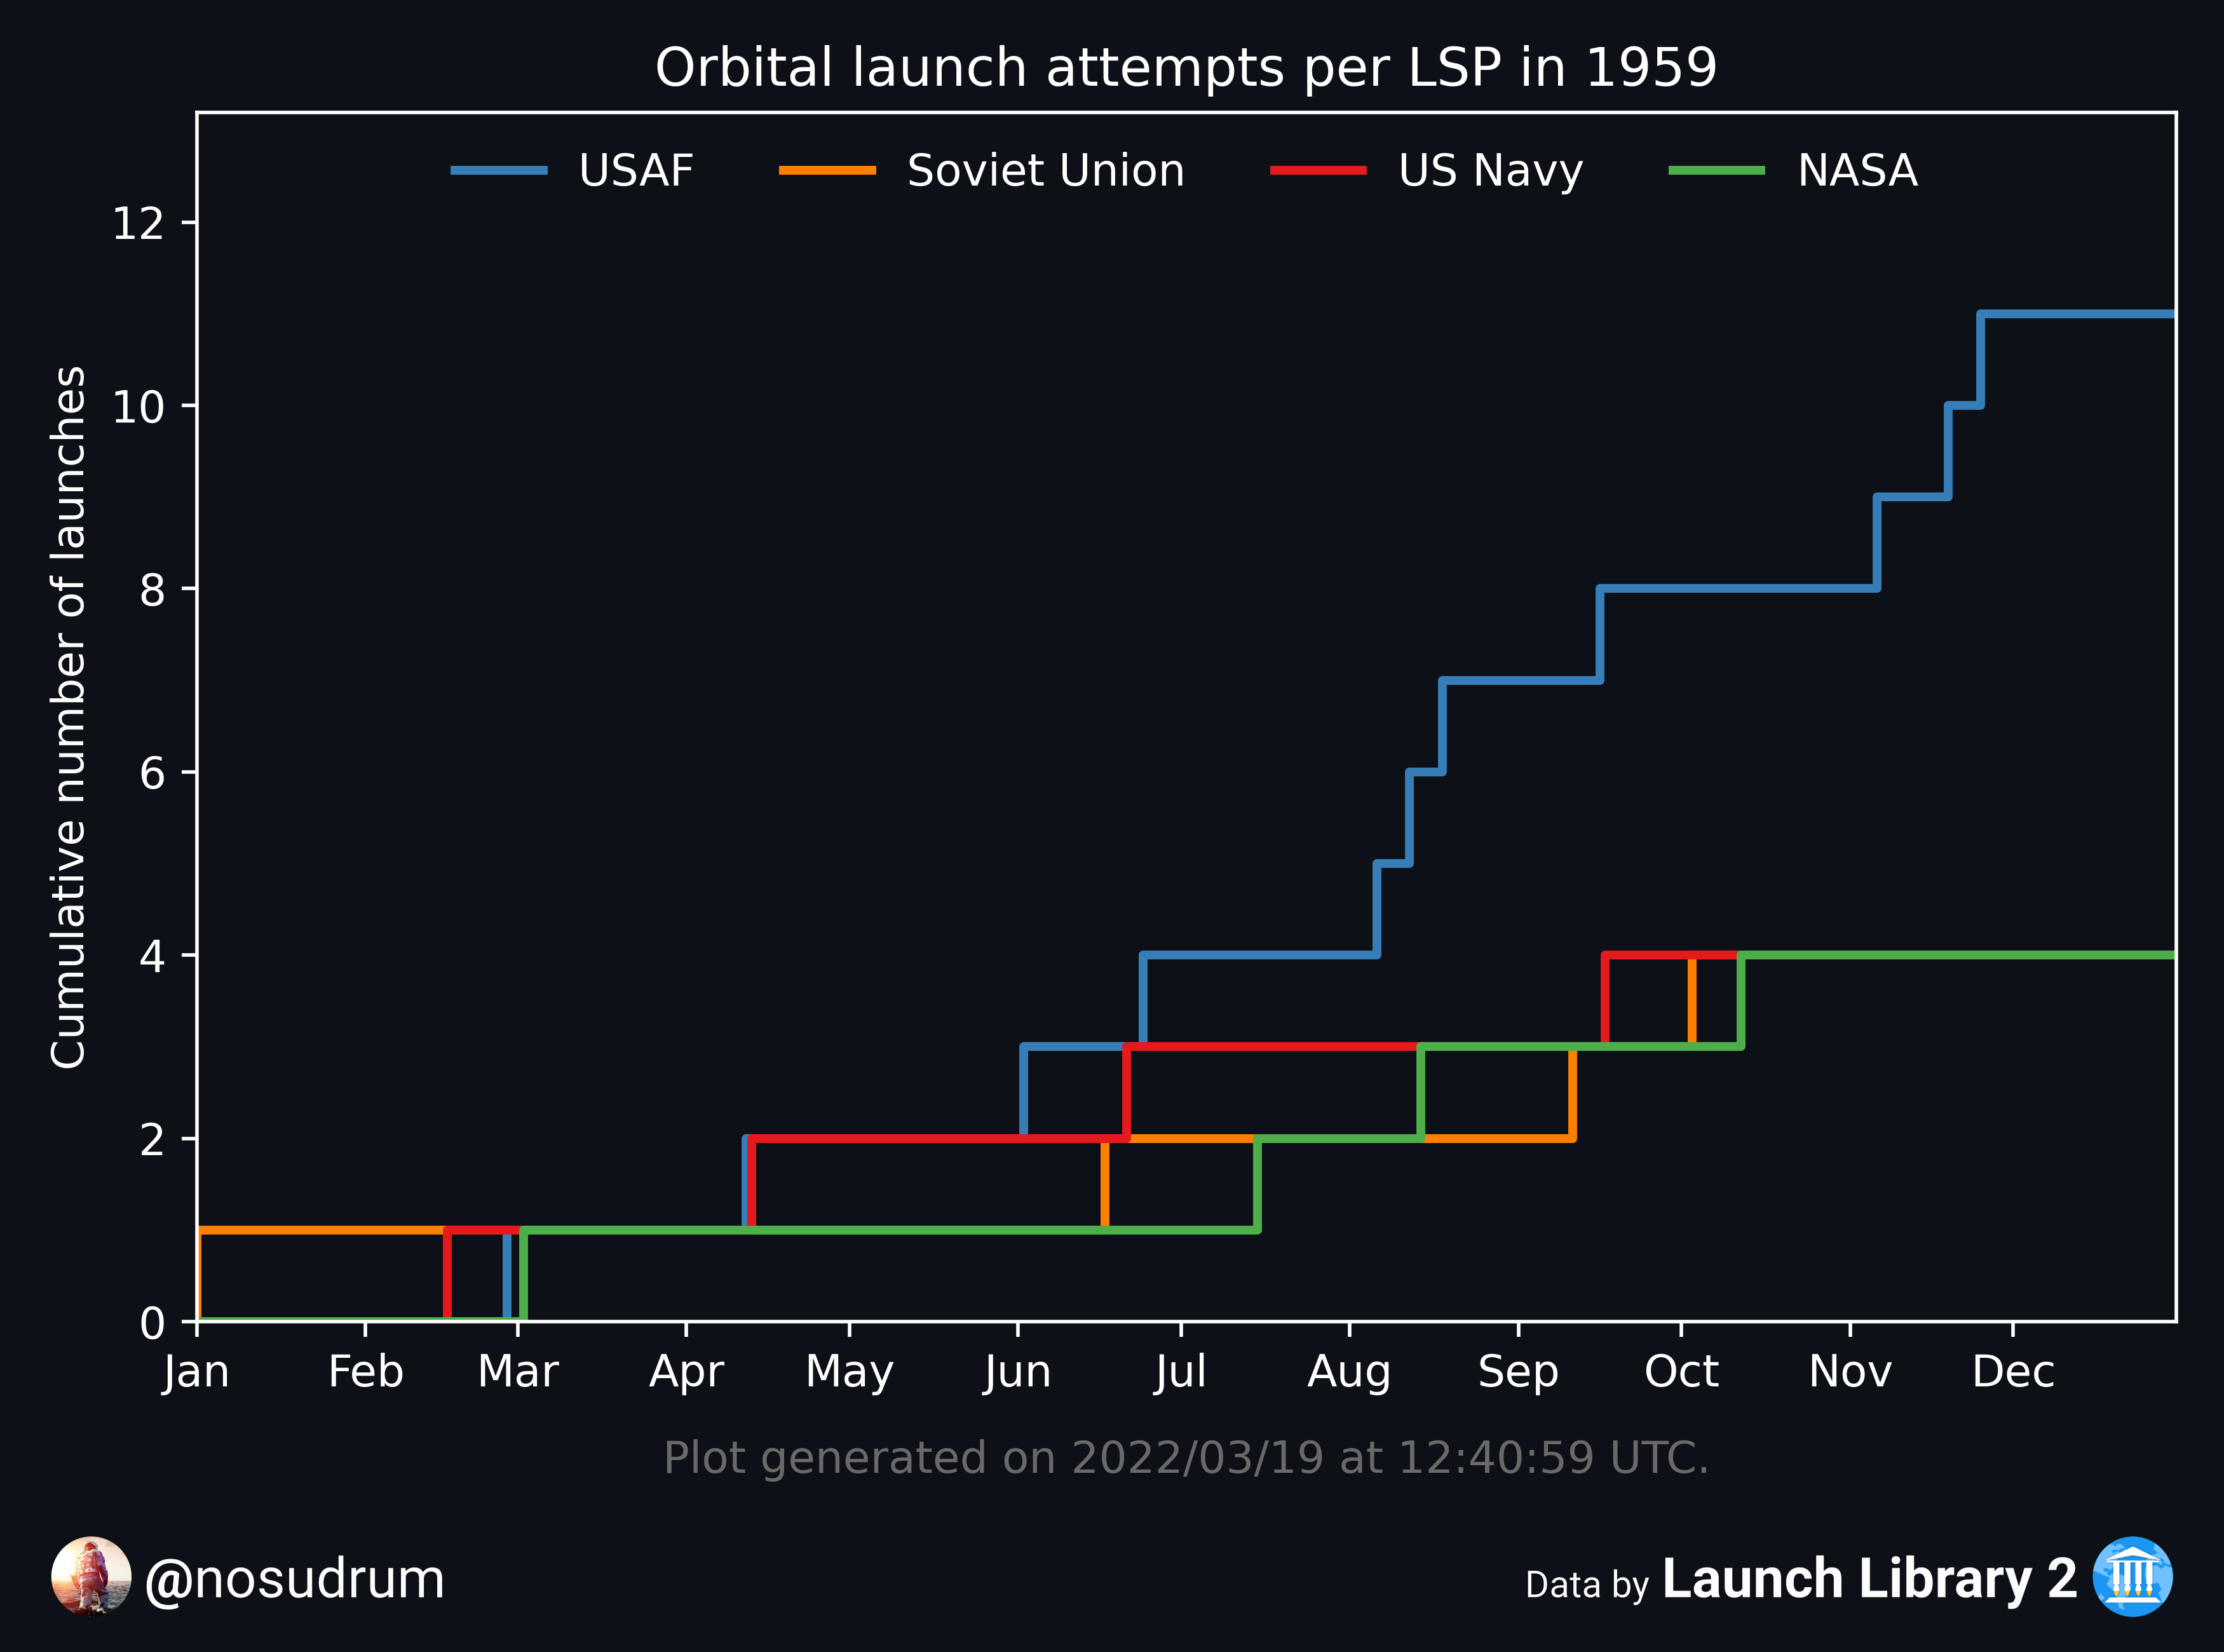 Orbital launch attempts per LSP in 1959
USAF Soviet Union US Navy NASA
Cumulative number of launches
12
10
8
6
4
2
0
Jan Feb Mar Apr May Jun Jul Aug Sep Oct Nov Dec
Plot generated on 2022/03/19 at 12:40:59 UTC.
@nosudrum
Data by Launch Library 2